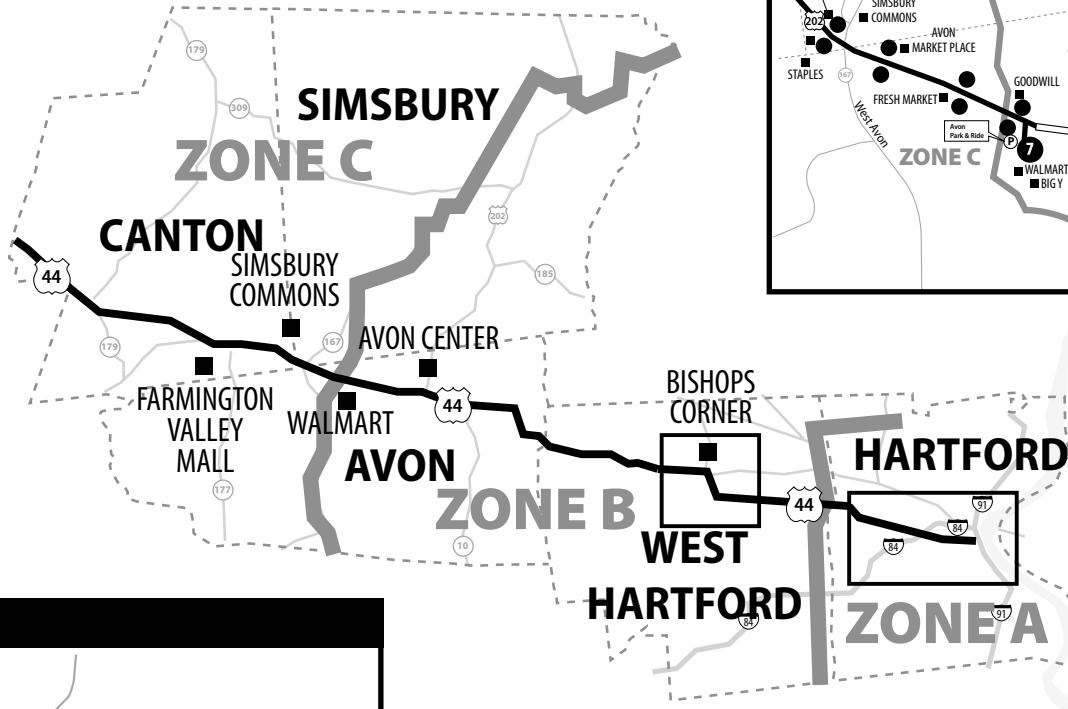 179
309
SIMSBURY
ZONE C
CANTON
202
44
SIMSBURY
COMMONS
185
179
167
AVON CENTER
FARMINGTON
VALLEY
MALL
WALMART
44
AVON
177
ZONE B
10
BISHOPS
CORNER
WEST
HARTFORD
44
HARTFORD
91
84
84
ZONE A
91
84
SIMSBURY
COMMONS
202
AVON
MARKET PLACE
STAPLES
167
FRESH MARKET
GOODWILL
West Avon
Avon
Park & Ride
P
7
ZONE C
WALMART
BIG Y